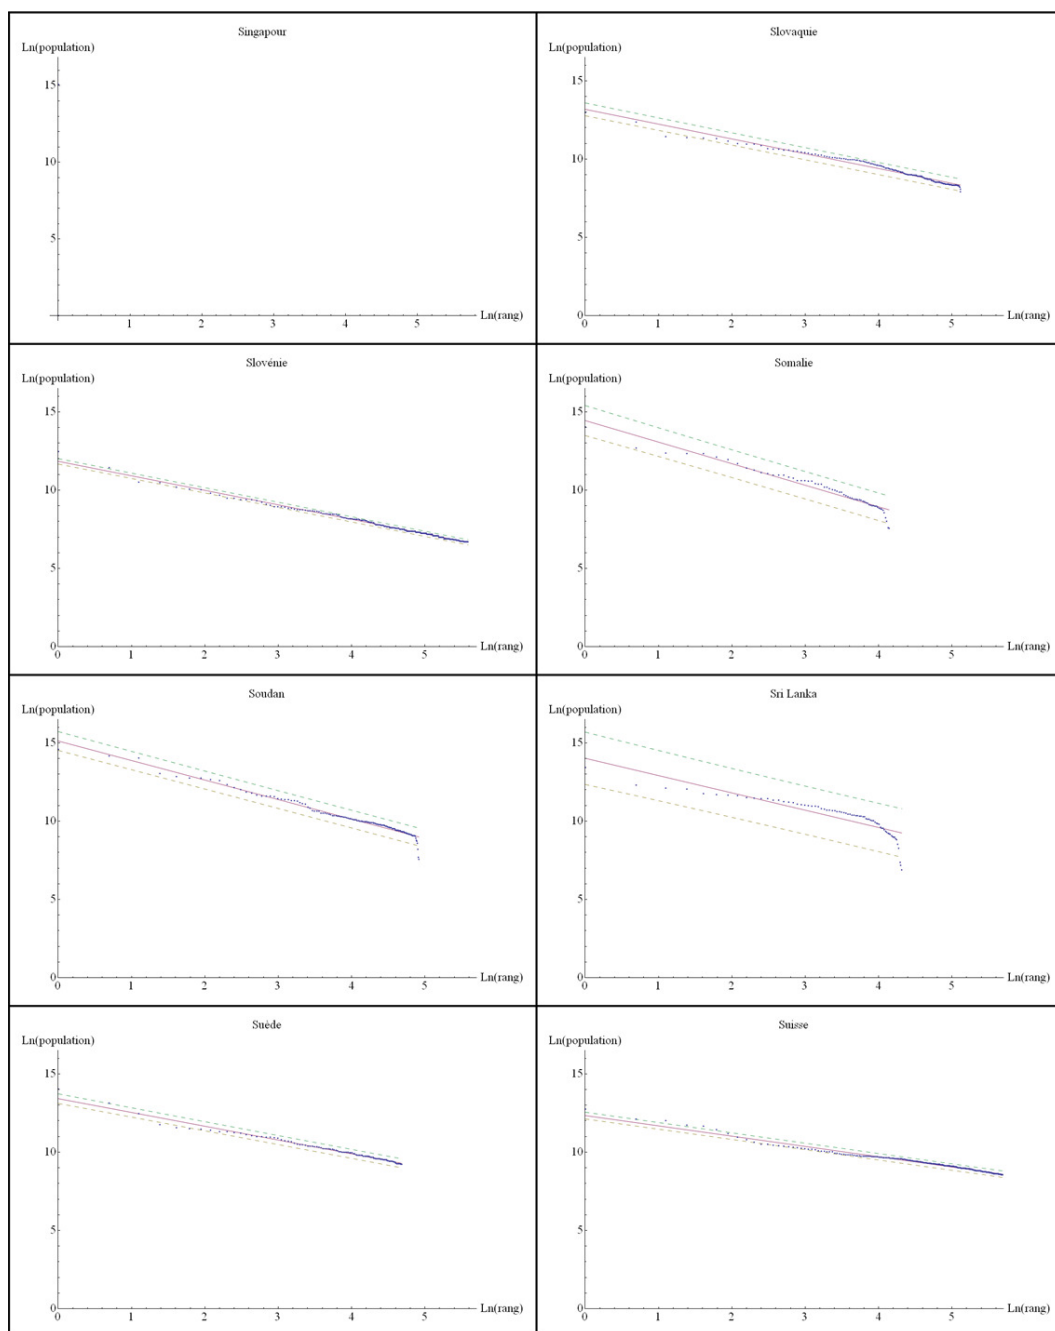 Singapour
Ln(population)
15
10
5
1 2 3 4 5 Ln(rang)
Slovaquie
Ln(population)
15
10
5
0
0 1 2 3 4 5 Ln(rang)
Slovénie
Ln(population)
15
10
5
0
0 1 2 3 4 5 Ln(rang)
Somalie
Ln(population)
15
10
5
0
0 1 2 3 4 5 Ln(rang)
Soudan
Ln(population)
15
10
5
0
0 1 2 3 4 5 Ln(rang)
Sri Lanka
Ln(population)
15
10
5
0
0 1 2 3 4 5 Ln(rang)
Suède
Ln(population)
15
10
5
0
0 1 2 3 4 5 Ln(rang)
Suisse
Ln(population)
15
10
5
0
0 1 2 3 4 5 Ln(rang)